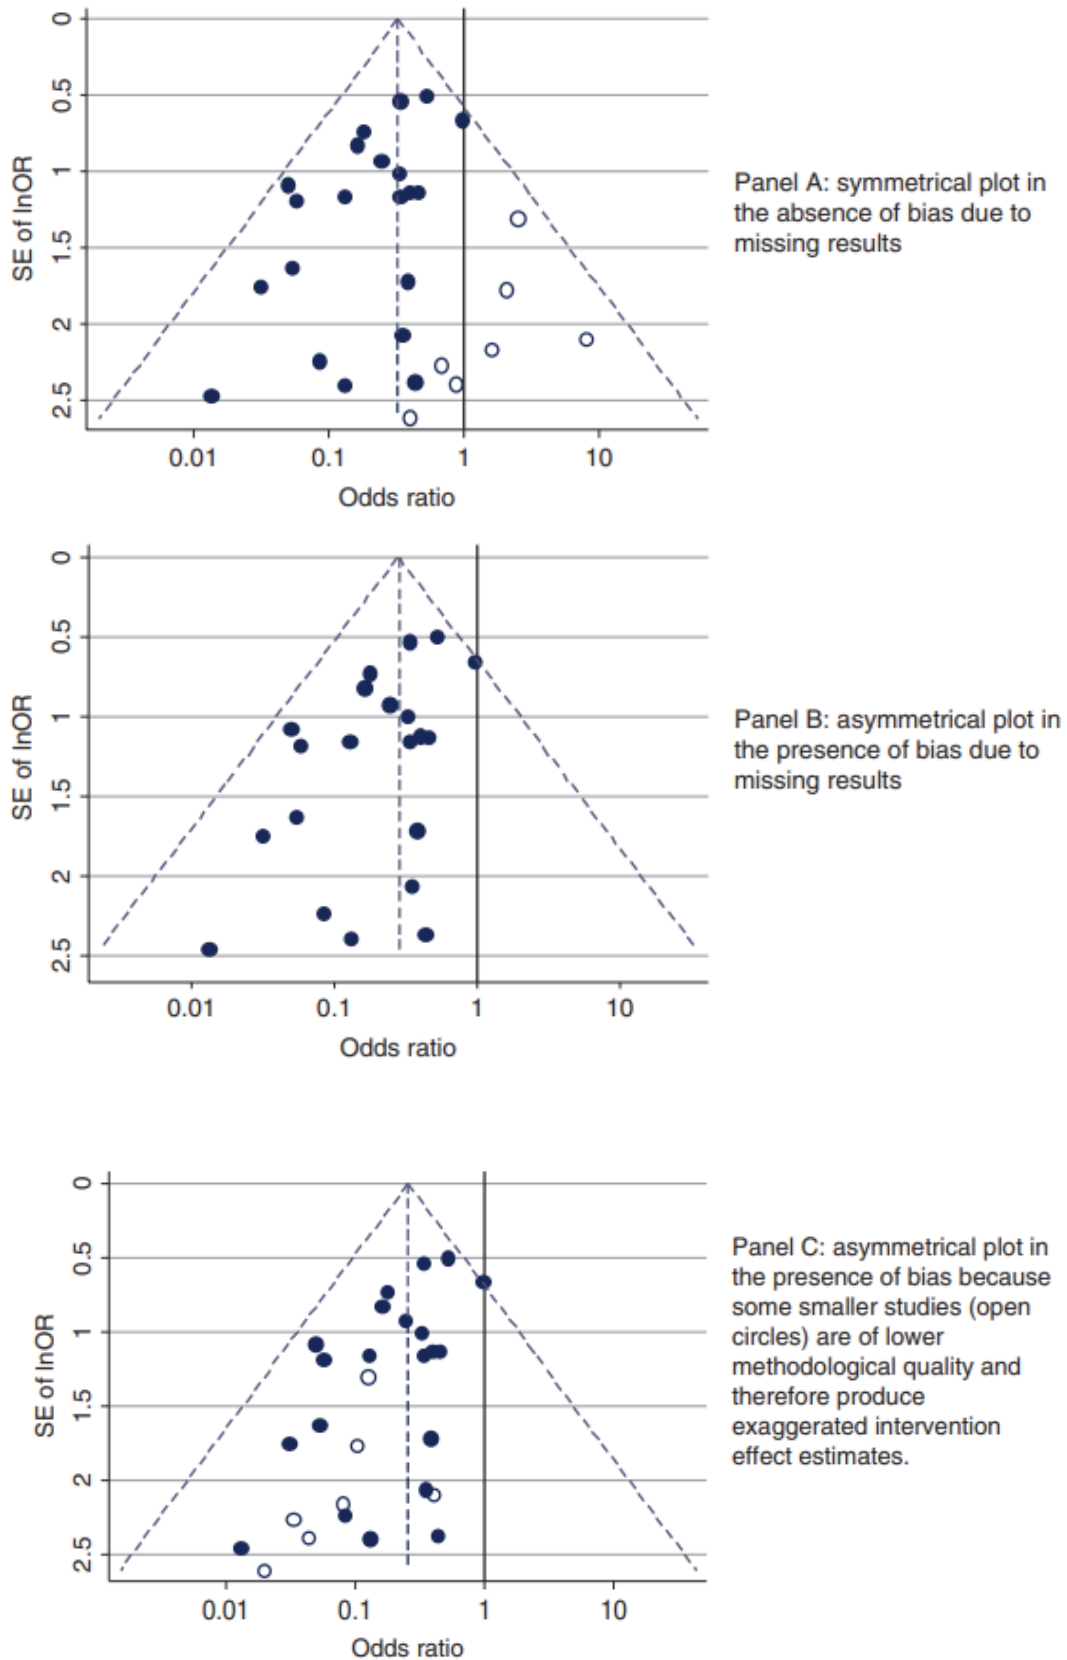 0
0.5
1
1.5
2
2.5
SE of lnOR
0.01 0.1 1 10
Odds ratio
Panel A: symmetrical plot in
the absence of bias due to
missing results
0
0.5
1
1.5
2
2.5
SE of lnOR
0.01 0.1 1 10
Odds ratio
Panel B: asymmetrical plot in
the presence of bias due to
missing results
0
0.5
1
1.5
2
2.5
SE of lnOR
0.01 0.1 1 10
Odds ratio
Panel C: asymmetrical plot in
the presence of bias because
some smaller studies (open
circles) are of lower
methodological quality and
therefore produce
exaggerated intervention
effect estimates.